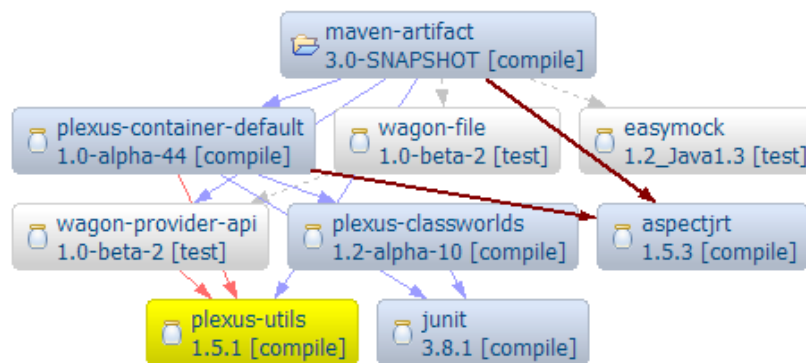 maven-artifact
3.0-SNAPSHOT [compile]
plexus-container-default
1.0-alpha-44 [compile]
wagon-file
1.0-beta-2 [test]
easymock
1.2_Java1.3 [test]
wagon-provider-api
1.0-beta-2 [test]
plexus-classworlds
1.2-alpha-10 [compile]
aspectjrt
1.5.3 [compile]
plexus-utils
1.5.1 [compile]
junit
3.8.1 [compile]